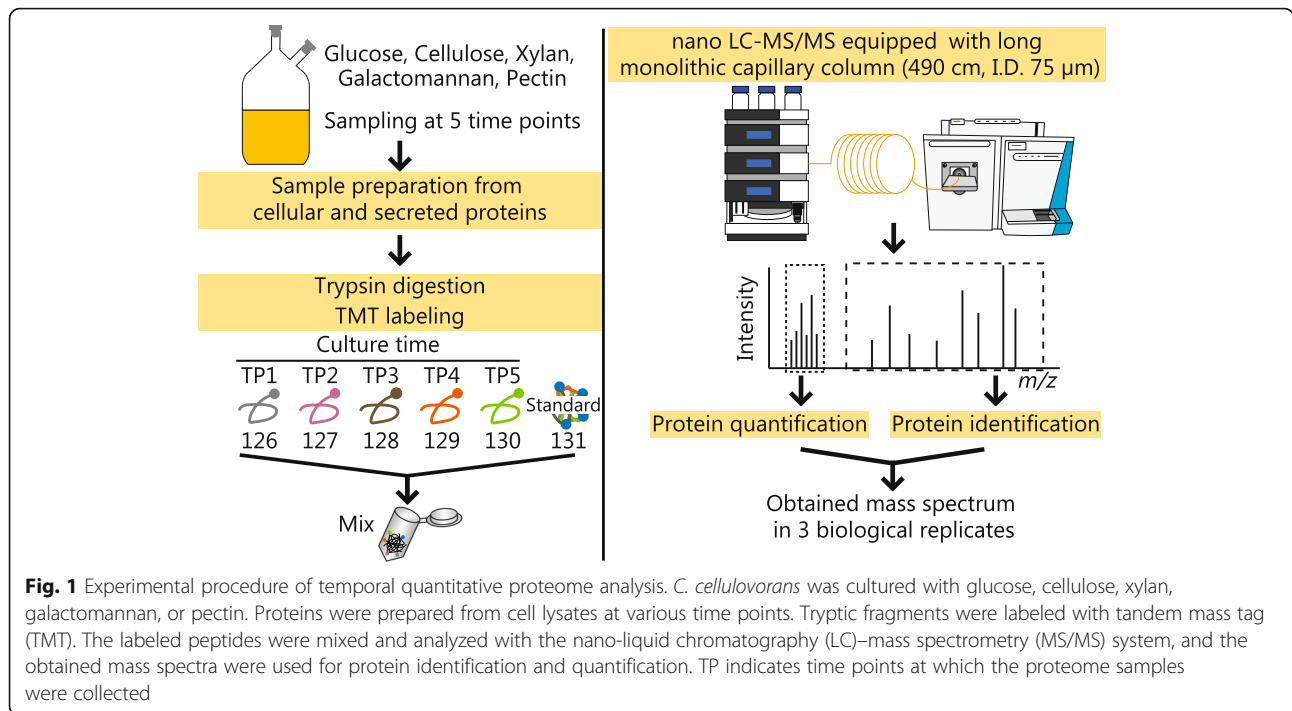 Glucose, Cellulose, Xylan,
Galactomannan, Pectin
Sampling at 5 time points
Sample preparation from
cellular and secreted proteins
Trypsin digestion
TMT labeling
Culture time
TP1 TP2 TP3 TP4 TP5
Standard
126 127 128 129 130 131
Mix
nano LC-MS/MS equipped with long
monolithic capillary column (490 cm, I.D. 75 μm)
Intensity
m/z
Protein quantification Protein identification
Obtained mass spectrum
in 3 biological replicates
Fig. 1 Experimental procedure of temporal quantitative proteome analysis. C. cellulovorans was cultured with glucose, cellulose, xylan,
galactomannan, or pectin. Proteins were prepared from cell lysates at various time points. Tryptic fragments were labeled with tandem mass tag
(TMT). The labeled peptides were mixed and analyzed with the nano-liquid chromatography (LC)–mass spectrometry (MS/MS) system, and the
obtained mass spectra were used for protein identification and quantification. TP indicates time points at which the proteome samples
were collected